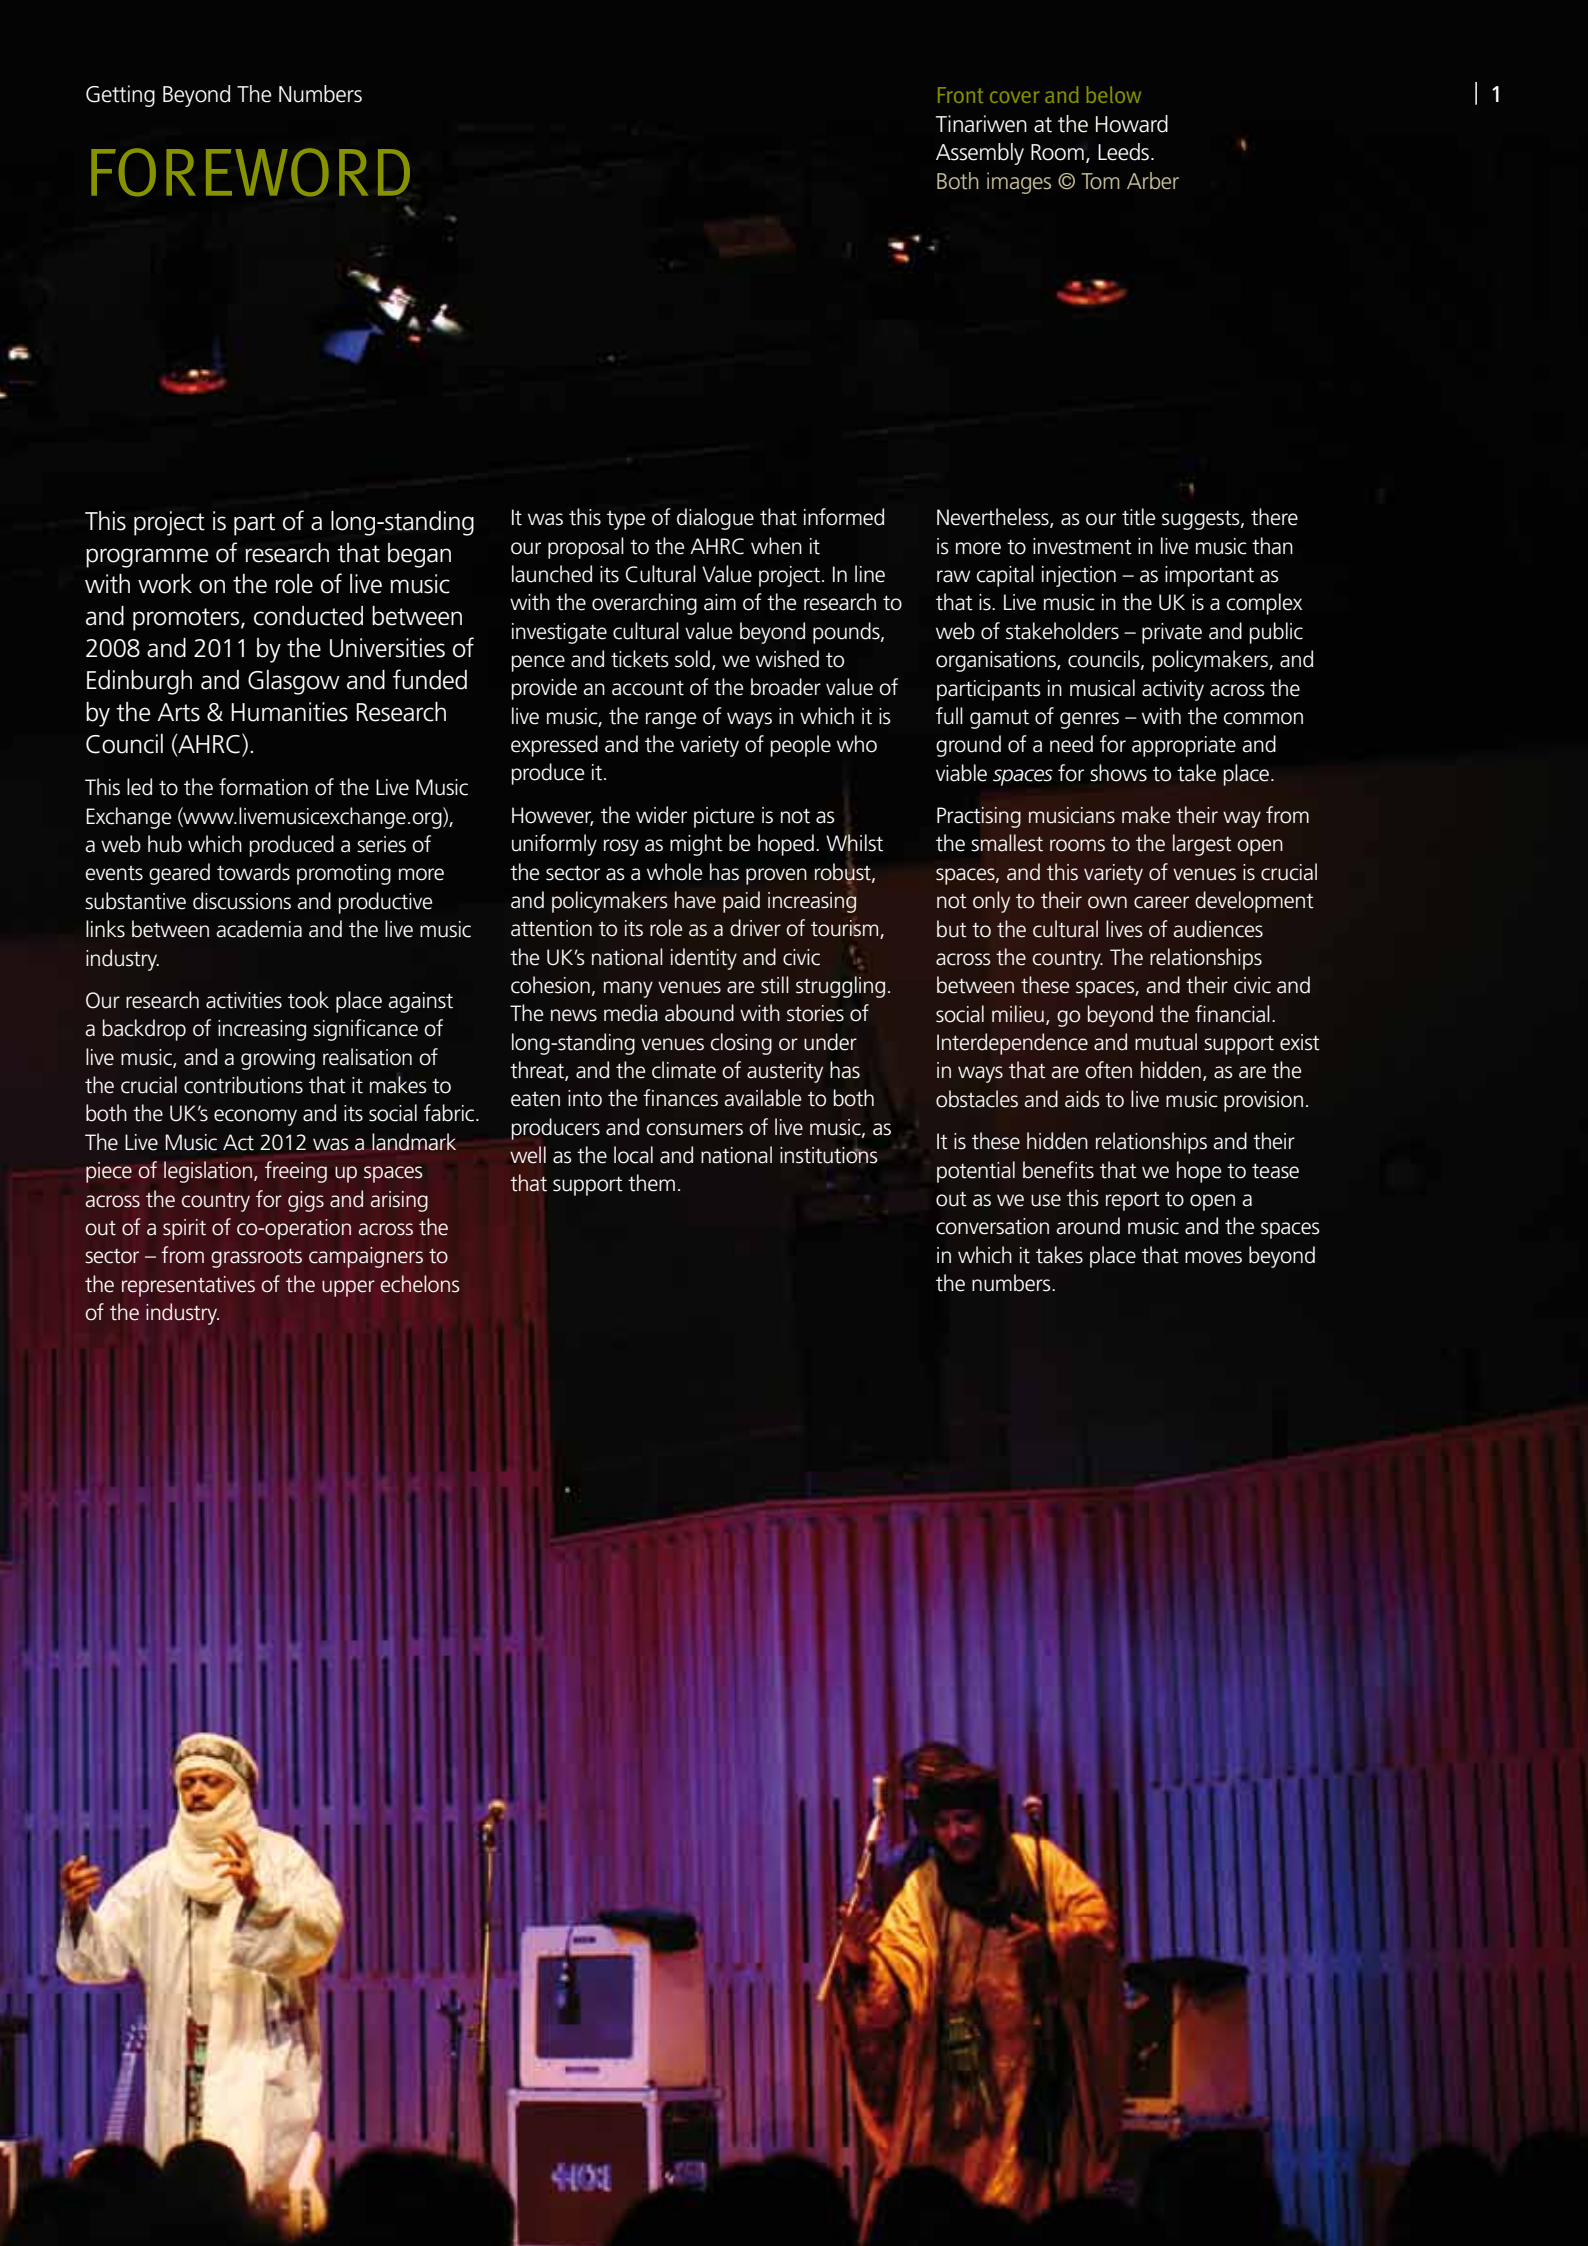 Getting Beyond The Numbers
Front cover and below
Tinariwen at the Howard
Assembly Room, Leeds.
Both images © Tom Arber
| 1
FOREWORD
This project is part of a long-standing
programme of research that began
with work on the role of live music
and promoters, conducted between
2008 and 2011 by the Universities of
Edinburgh and Glasgow and funded
by the Arts & Humanities Research
Council (AHRC).
This led to the formation of the Live Music
Exchange (www.livemusicexchange.org),
a web hub which produced a series of
events geared towards promoting more
substantive discussions and productive
links between academia and the live music
industry.
Our research activities took place against
a backdrop of increasing significance of
live music, and a growing realisation of
the crucial contributions that it makes to
both the UK’s economy and its social fabric.
The Live Music Act 2012 was a landmark
piece of legislation, freeing up spaces
across the country for gigs and arising
out of a spirit of co-operation across the
sector – from grassroots campaigners to
the representatives of the upper echelons
of the industry.
It was this type of dialogue that informed
our proposal to the AHRC when it
launched its Cultural Value project. In line
with the overarching aim of the research to
investigate cultural value beyond pounds,
pence and tickets sold, we wished to
provide an account of the broader value of
live music, the range of ways in which it is
expressed and the variety of people who
produce it.
However, the wider picture is not as
uniformly rosy as might be hoped. Whilst
the sector as a whole has proven robust,
and policymakers have paid increasing
attention to its role as a driver of tourism,
the UK’s national identity and civic
cohesion, many venues are still struggling.
The news media abound with stories of
long-standing venues closing or under
threat, and the climate of austerity has
eaten into the finances available to both
producers and consumers of live music, as
well as the local and national institutions
that support them.
Nevertheless, as our title suggests, there
is more to investment in live music than
raw capital injection – as important as
that is. Live music in the UK is a complex
web of stakeholders – private and public
organisations, councils, policymakers, and
participants in musical activity across the
full gamut of genres – with the common
ground of a need for appropriate and
viable spaces for shows to take place.
Practising musicians make their way from
the smallest rooms to the largest open
spaces, and this variety of venues is crucial
not only to their own career development
but to the cultural lives of audiences
across the country. The relationships
between these spaces, and their civic and
social milieu, go beyond the financial.
Interdependence and mutual support exist
in ways that are often hidden, as are the
obstacles and aids to live music provision.
It is these hidden relationships and their
potential benefits that we hope to tease
out as we use this report to open a
conversation around music and the spaces
in which it takes place that moves beyond
the numbers.